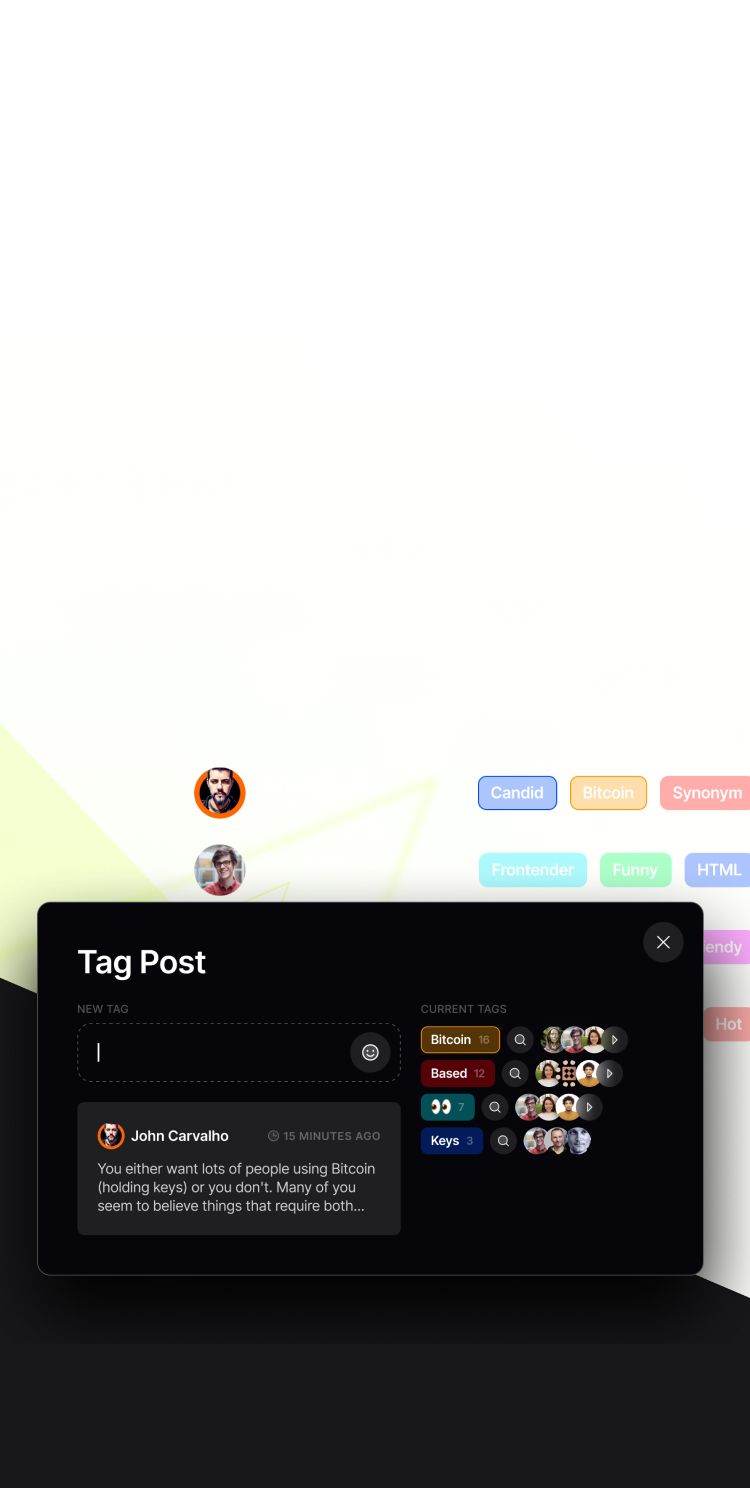 Candid Bitcoin Synonym
Frontender Funny HTML
endy
Hot
Tag Post
NEW TAG
John Carvalho 15 MINUTES AGO
You either want lots of people using Bitcoin
(holding keys) or you don't. Many of you
seem to believe things that require both...
CURRENT TAGS
Bitcoin 16
Based 12
👀 7
Keys 3